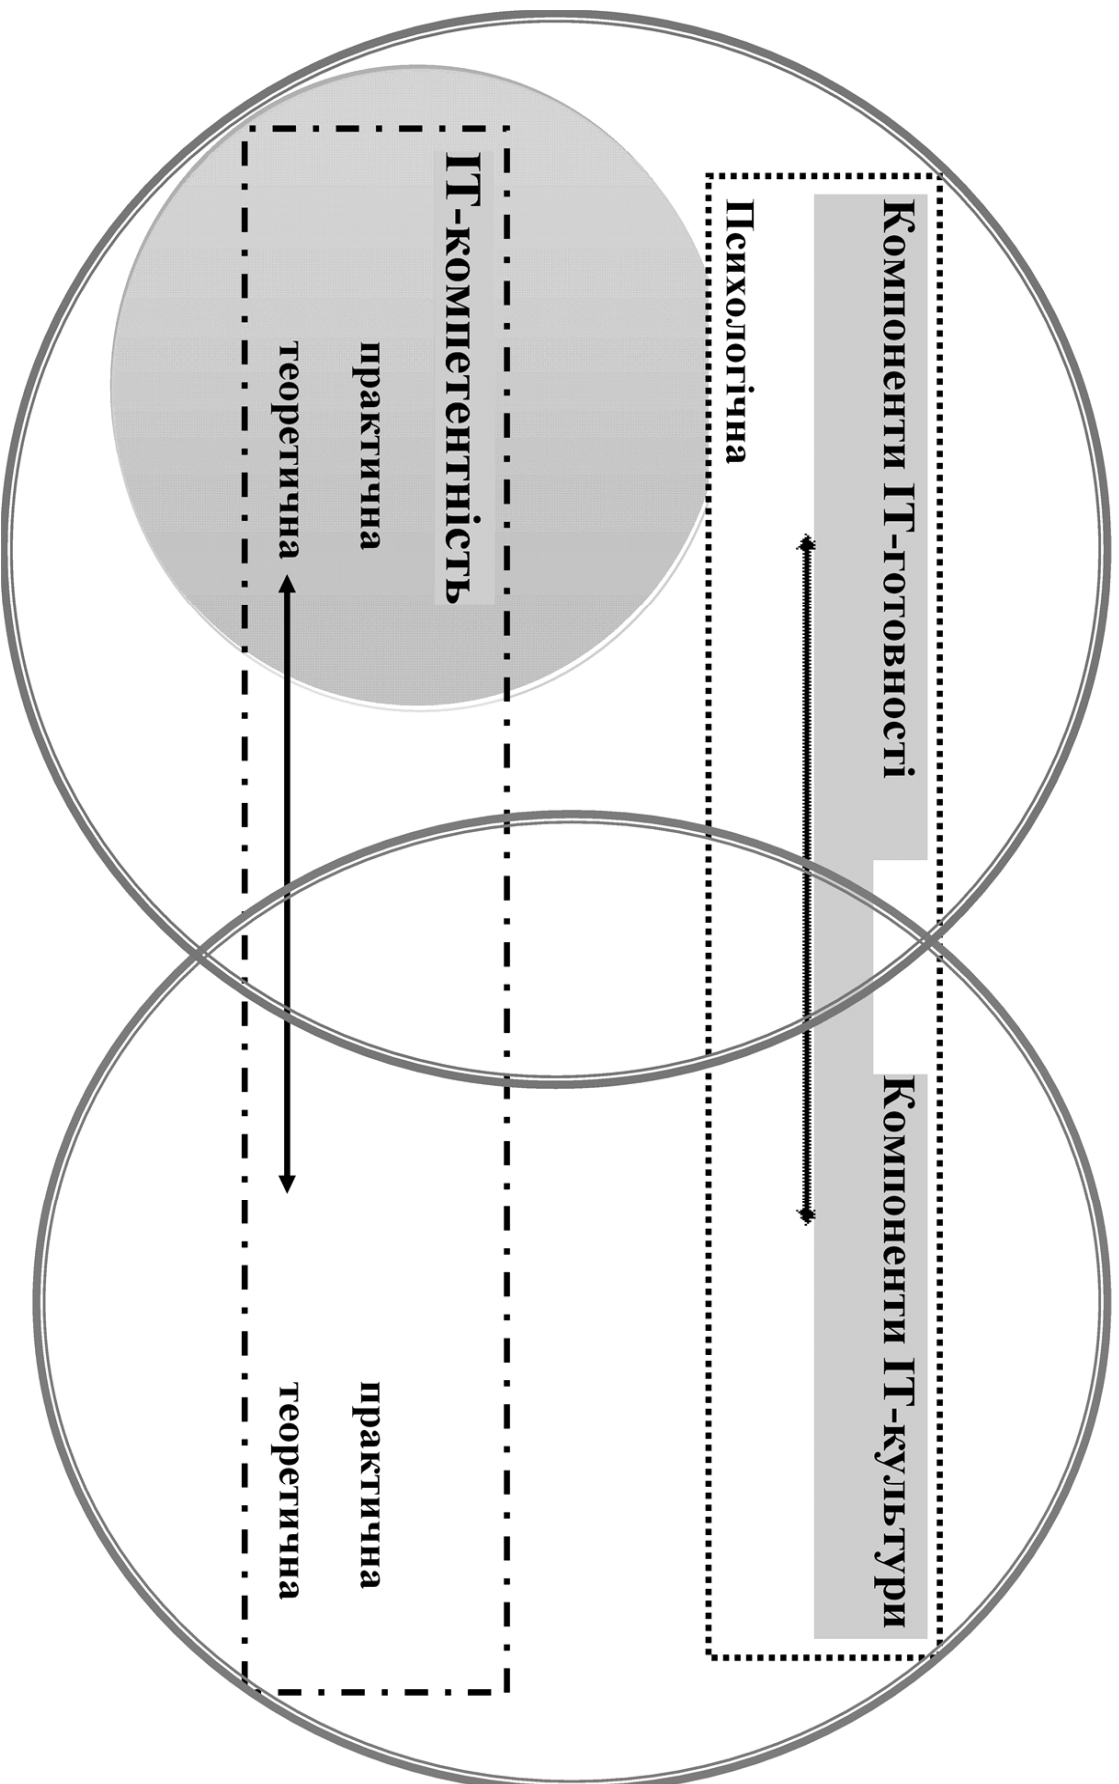 Компоненти ІТ-готовності
Компоненти ІТ-культури
Психологічна
ІТ-компетентність
практична
практична
теоретична
теоретична